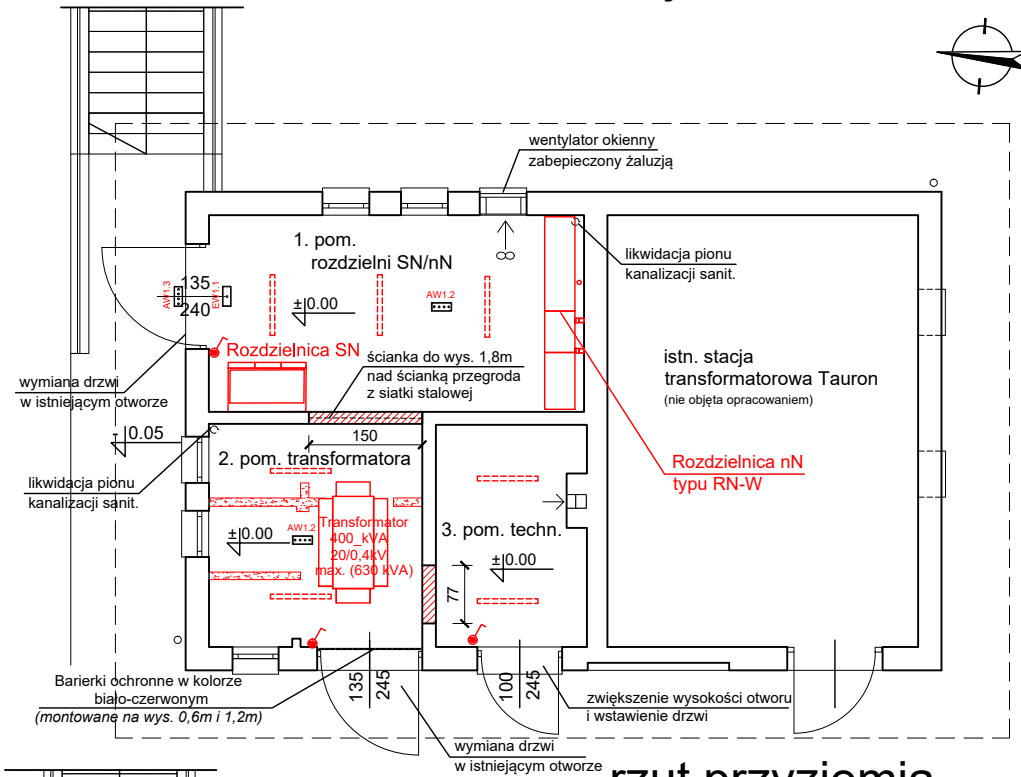 wentylator okienny
zabepieczony żaluzją
1. pom.
rozdzielni SN/nN
likwidacja pionu
kanalizacji sanit.
AW1.3
135
240
EW1.1
±0.00
AW1.2
Rozdzielnica SN
ścianka do wys. 1,8m
nad ścianką przegroda
z siatki stalowej
istn. stacja
transformatorowa Tauron
(nie objęta opracowaniem)
wymiana drzwi
w istniejącym otworze
- 0.05
150
2. pom. transformatora
Rozdzielnica nN
typu RN-W
likwidacja pionu
kanalizacji sanit.
AW1.2
±0.00
Transformator
400_kVA
20/0,4kV
max. (630 kVA)
3. pom. techn.
±0.00
77
Barierki ochronne w kolorze
biało-czerwonym
(montowane na wys. 0,6m i 1,2m)
135
245
100
245
zwiększenie wysokości otworu
i wstawienie drzwi
wymiana drzwi
w istniejącym otworze
rzut przyziemia